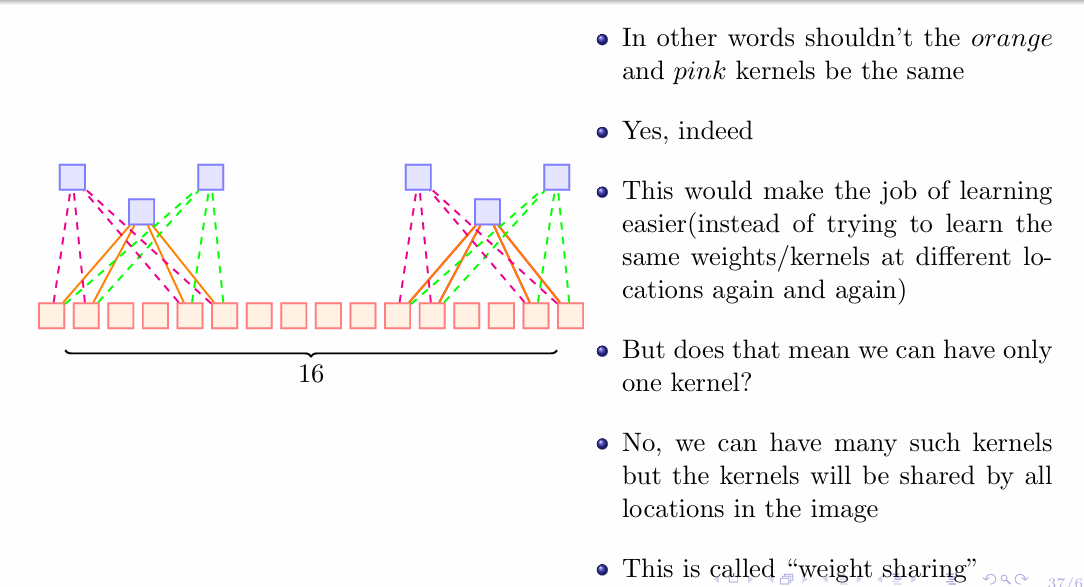 In other words shouldn't the orange
and pink kernels be the same
Yes, indeed
This would make the job of learning
easier(instead of trying to learn the
same weights/kernels at different lo-
cations again and again)
But does that mean we can have only
one kernel?
No, we can have many such kernels
but the kernels will be shared by all
locations in the image
This is called “weight sharing”
16
37/6